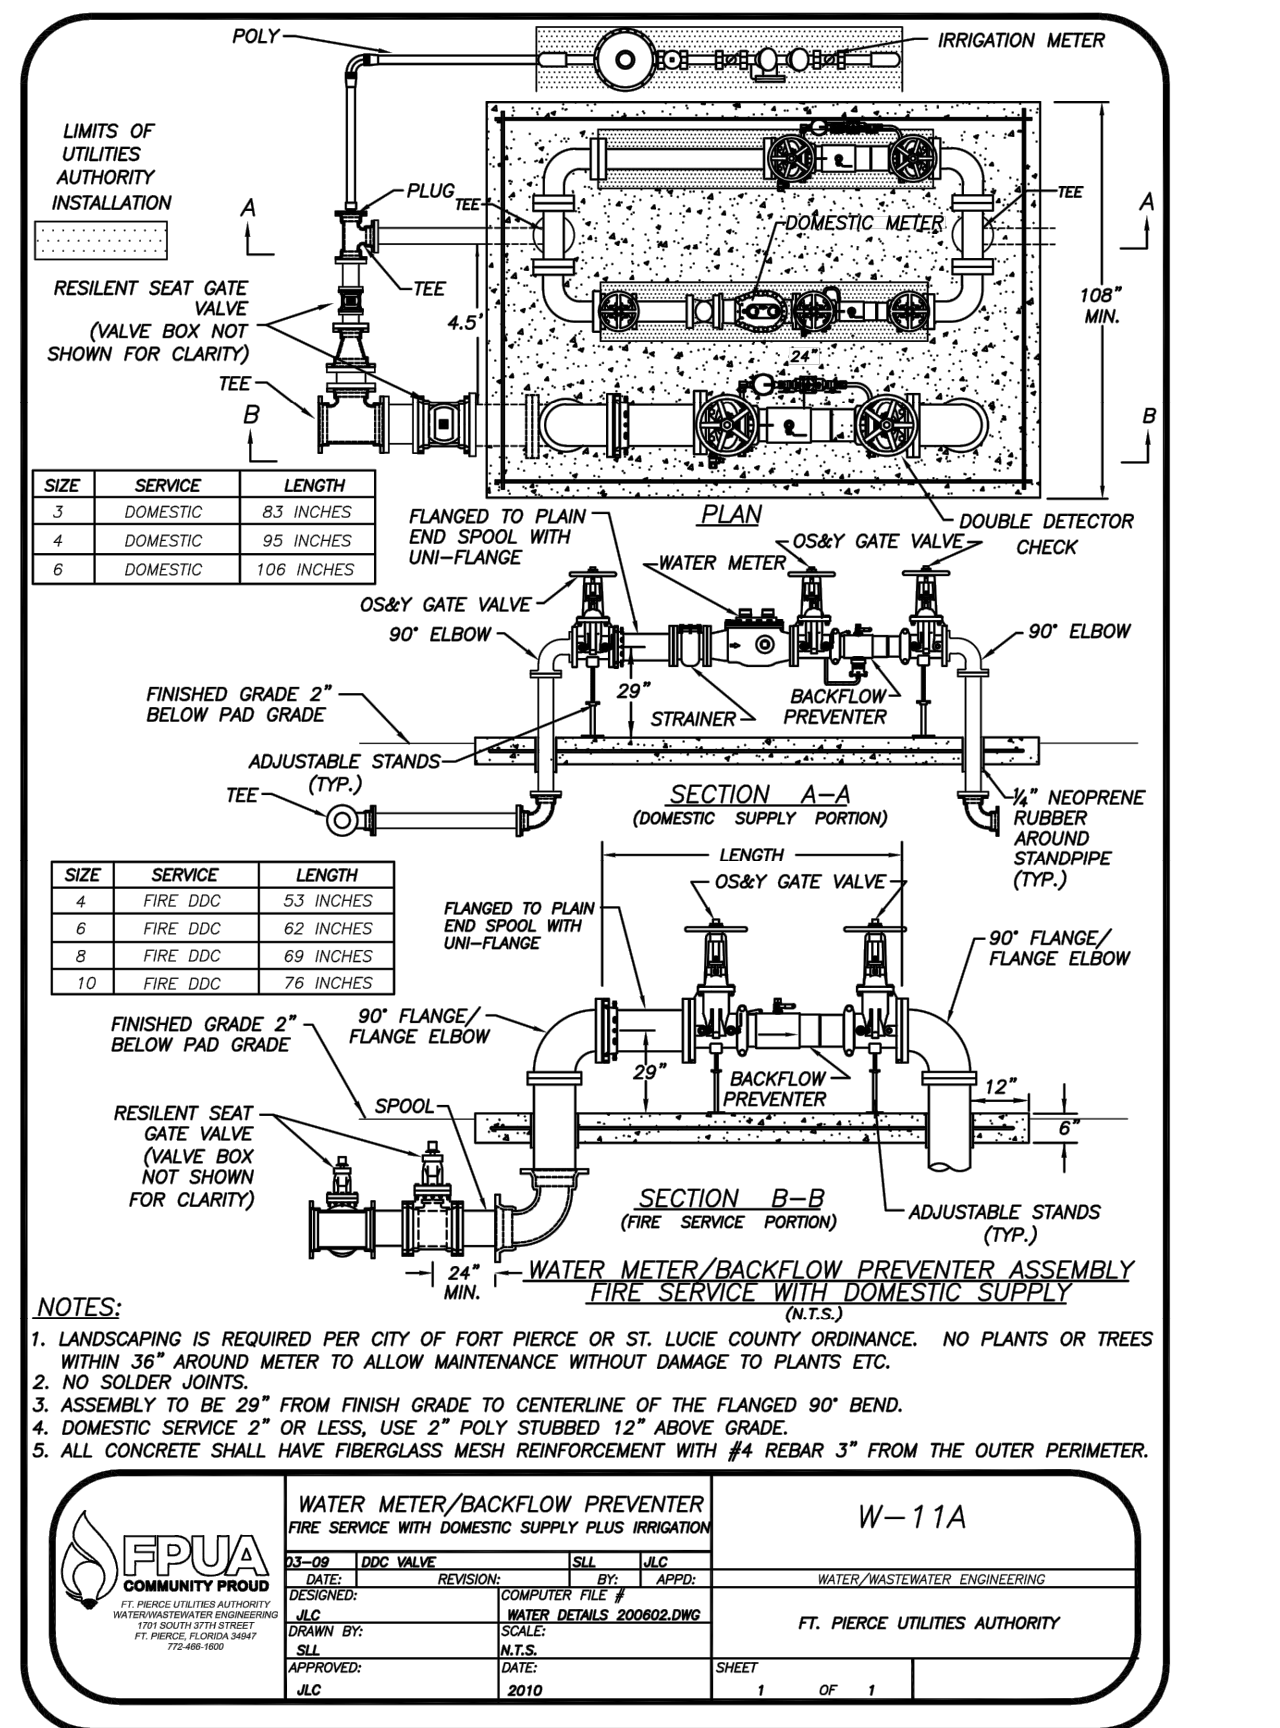 POLY
IRRIGATION METER
LIMITS OF
UTILITIES
AUTHORITY
INSTALLATION
PLUG
TEE
TEE
A
A
DOMESTIC METER
RESILENT SEAT GATE
VALVE
(VALVE BOX NOT
SHOWN FOR CLARITY)
TEE
4.5'
108"
MIN.
24"
TEE
B
B
SIZE SERVICE LENGTH
3 DOMESTIC 83 INCHES
4 DOMESTIC 95 INCHES
6 DOMESTIC 106 INCHES
FLANGED TO PLAIN
END SPOOL WITH
UNI-FLANGE
PLAN
DOUBLE DETECTOR
CHECK
OS&Y GATE VALVE
WATER METER
OS&Y GATE VALVE
90° ELBOW
90° ELBOW
FINISHED GRADE 2"
BELOW PAD GRADE
29"
STRAINER
BACKFLOW
PREVENTER
ADJUSTABLE STANDS
(TYP.)
TEE
SECTION A-A
(DOMESTIC SUPPLY PORTION)
¼" NEOPRENE
RUBBER
AROUND
STANDPIPE
(TYP.)
LENGTH
SIZE SERVICE LENGTH
4 FIRE DDC 53 INCHES
6 FIRE DDC 62 INCHES
8 FIRE DDC 69 INCHES
10 FIRE DDC 76 INCHES
OS&Y GATE VALVE
FLANGED TO PLAIN
END SPOOL WITH
UNI-FLANGE
90° FLANGE/
FLANGE ELBOW
90° FLANGE/
FLANGE ELBOW
FINISHED GRADE 2"
BELOW PAD GRADE
29"
BACKFLOW
PREVENTER
12"
6"
SPOOL
RESILENT SEAT
GATE VALVE
(VALVE BOX
NOT SHOWN
FOR CLARITY)
SECTION B-B
(FIRE SERVICE PORTION)
ADJUSTABLE STANDS
(TYP.)
24"
MIN.
WATER METER/BACKFLOW PREVENTER ASSEMBLY
FIRE SERVICE WITH DOMESTIC SUPPLY
(N.T.S.)
NOTES:
1. LANDSCAPING IS REQUIRED PER CITY OF FORT PIERCE OR ST. LUCIE COUNTY ORDINANCE. NO PLANTS OR TREES
WITHIN 36" AROUND METER TO ALLOW MAINTENANCE WITHOUT DAMAGE TO PLANTS ETC.
2. NO SOLDER JOINTS.
3. ASSEMBLY TO BE 29" FROM FINISH GRADE TO CENTERLINE OF THE FLANGED 90° BEND.
4. DOMESTIC SERVICE 2" OR LESS, USE 2" POLY STUBBED 12" ABOVE GRADE.
5. ALL CONCRETE SHALL HAVE FIBERGLASS MESH REINFORCEMENT WITH #4 REBAR 3" FROM THE OUTER PERIMETER.
FPUA
COMMUNITY PROUD
FT. PIERCE UTILITIES AUTHORITY
WATER/WASTEWATER ENGINEERING
1701 SOUTH 37TH STREET
FT. PIERCE, FLORIDA 34947
772-466-1600
WATER METER/BACKFLOW PREVENTER
FIRE SERVICE WITH DOMESTIC SUPPLY PLUS IRRIGATION
03-09 DDC VALVE SLL JLC
DATE: REVISION: BY: APPD:
DESIGNED:
JLC
COMPUTER FILE #
WATER DETAILS 200602.DWG
DRAWN BY:
SLL
SCALE:
N.T.S.
APPROVED:
JLC
DATE:
2010
W-11A
WATER/WASTEWATER ENGINEERING
FT. PIERCE UTILITIES AUTHORITY
SHEET
1 OF 1
TEE